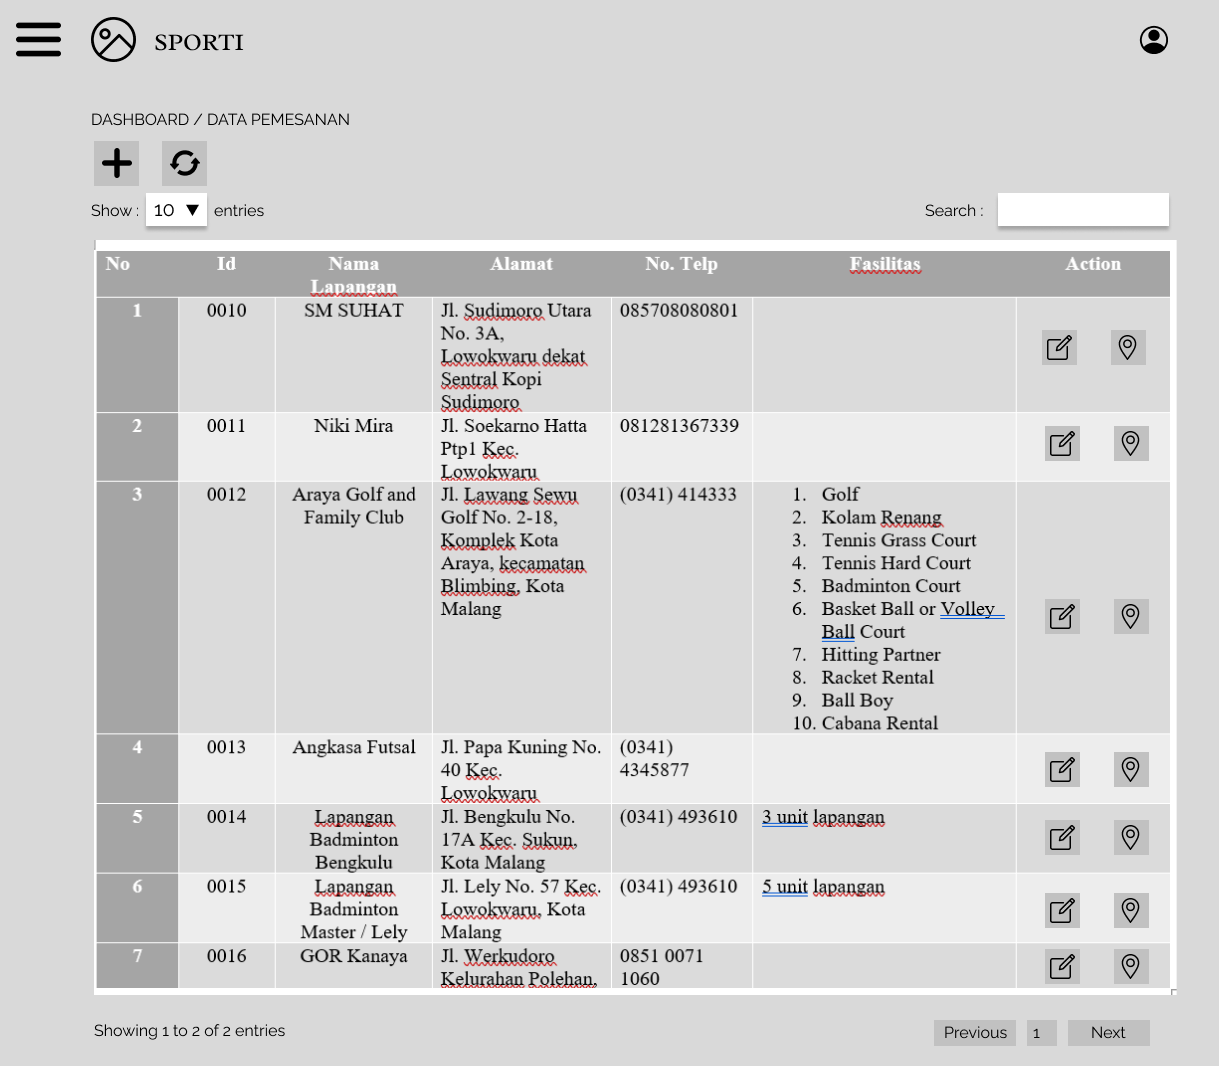 SPORTI
DASHBOARD / DATA PEMESANAN
Show : 10 ▼ entries
Search :
No Id Nama Lapangan Alamat No. Telp Fasilitas Action
1 0010 SM SUHAT Jl. Sudimoro Utara 085708080801
No. 3A,
Lowokwaru dekat
Sentral Kopi
Sudimoro
2 0011 Niki Mira Jl. Soekarno Hatta 081281367339
Ptp1 Kec.
Lowokwaru
3 0012 Araya Golf and Jl. Lawang Sewu (0341) 414333 1. Golf
Family Club Golf No. 2-18, 2. Kolam Renang
Komplek Kota 3. Tennis Grass Court
Araya, kecamatan 4. Tennis Hard Court
Blimbing, Kota 5. Badminton Court
Malang 6. Basket Ball or Volley
Ball Court
7. Hitting Partner
8. Racket Rental
9. Ball Boy
10. Cabana Rental
4 0013 Angkasa Futsal Jl. Papa Kuning No. (0341)
40 Kec. 4345877
Lowokwaru
5 0014 Lapangan Jl. Bengkulu No. (0341) 493610 3 unit lapangan
Badminton 17A Kec. Sukun,
Bengkulu Kota Malang
6 0015 Lapangan Jl. Lely No. 57 Kec. (0341) 493610 5 unit lapangan
Badminton Lowokwaru, Kota
Master / Lely Malang
7 0016 GOR Kanaya Jl. Werkudoro 0851 0071
Kelurahan Polehan, 1060
Showing 1 to 2 of 2 entries
Previous 1 Next